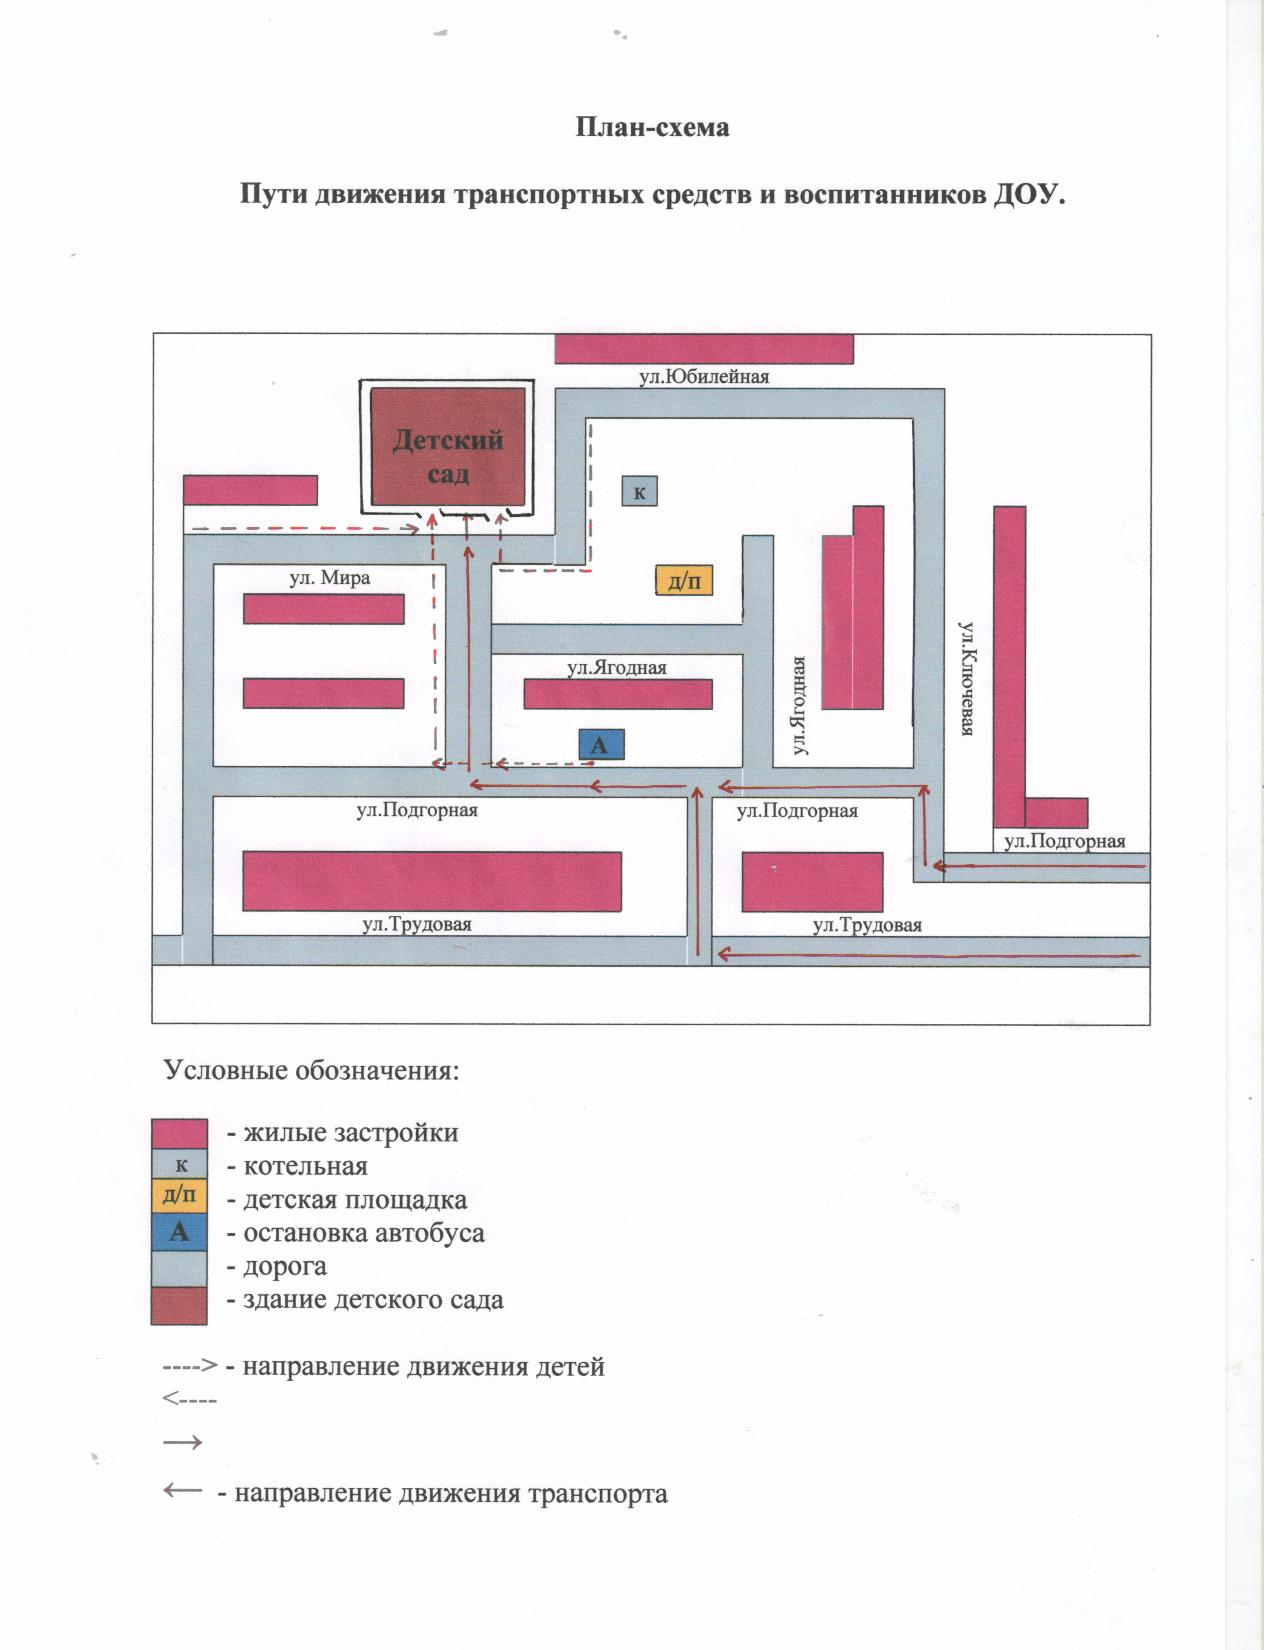 План-схема
Пути движения транспортных средств и воспитанников ДОУ.
ул.Юбилейная
Детский
сад
к
ул. Мира
д/п
ул.Ягодная
ул.Ягодная
ул.Ключевая
А
ул.Подгорная
ул.Подгорная
ул.Подгорная
ул.Трудовая
ул.Трудовая
Условные обозначения:
- жилые застройки
к - котельная
д/п - детская площадка
А - остановка автобуса
- дорога
- здание детского сада
----> - направление движения детей
<----
→
← - направление движения транспорта